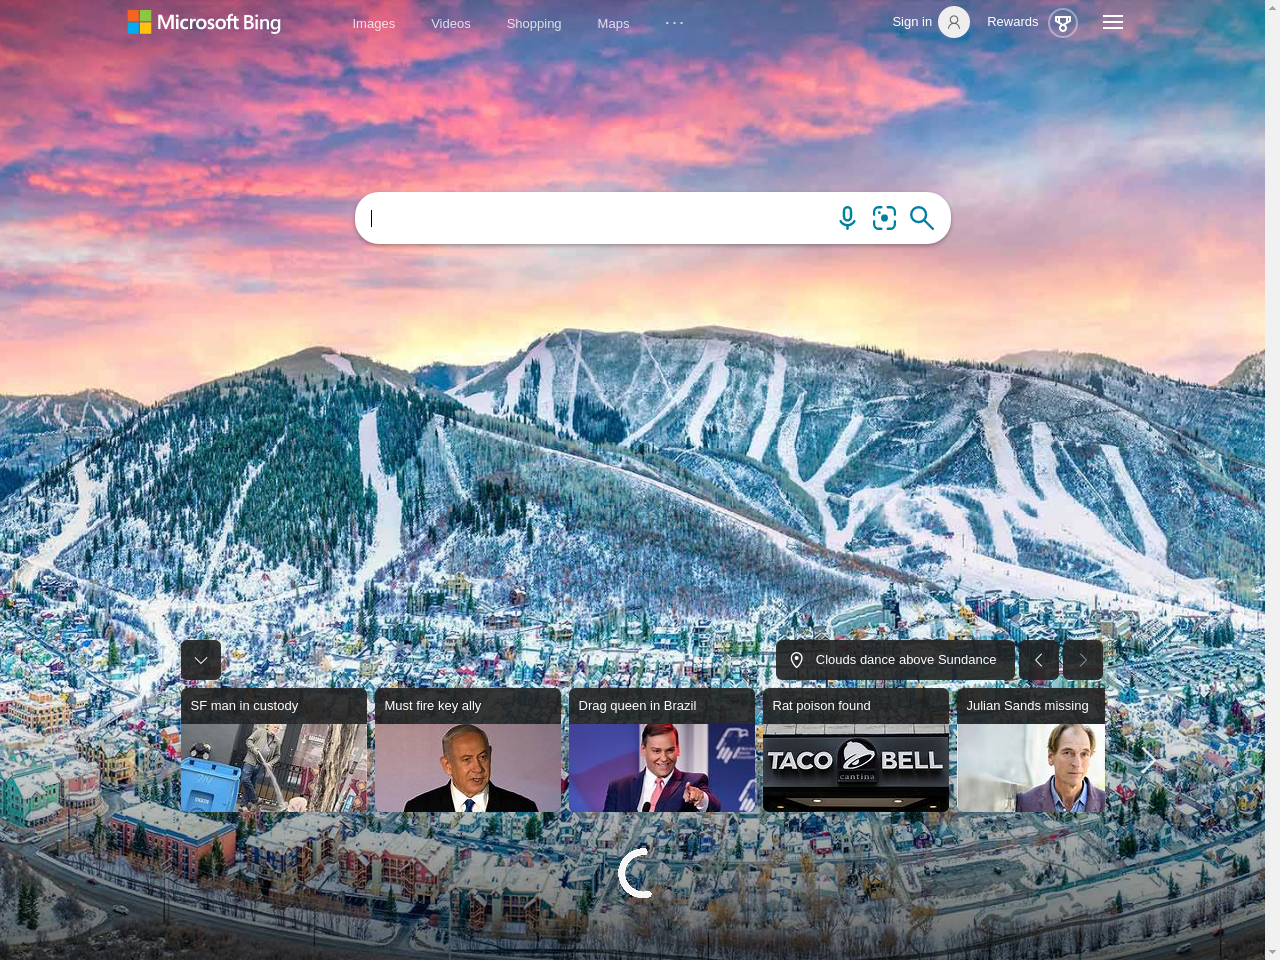 Microsoft Bing
Images
Videos
Shopping
Maps
Sign in
Rewards
Clouds dance above Sundance
SF man in custody
Must fire key ally
Drag queen in Brazil
Rat poison found
Julian Sands missing
TACO BELL
cantina